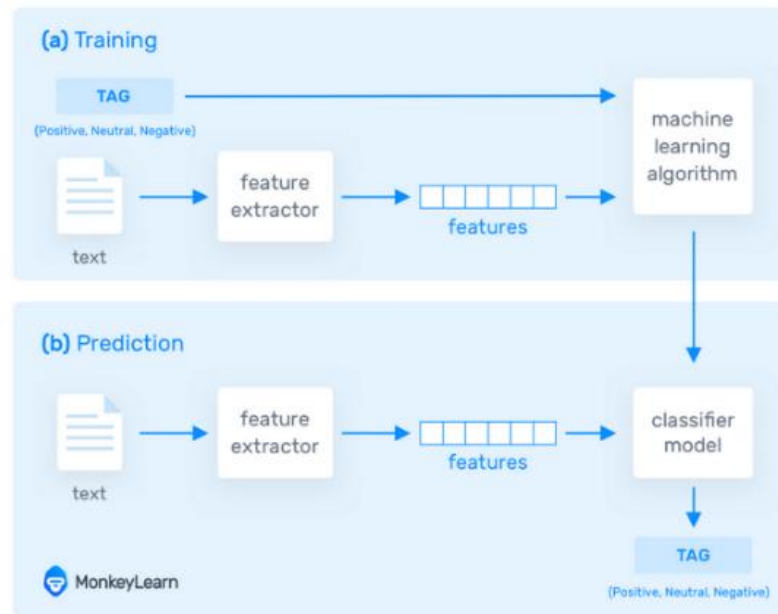 (a) Training
TAG
(Positive, Neutral, Negative)
text
feature
extractor
features
machine
learning
algorithm
(b) Prediction
text
feature
extractor
features
classifier
model
TAG
(Positive, Neutral, Negative)
MonkeyLearn